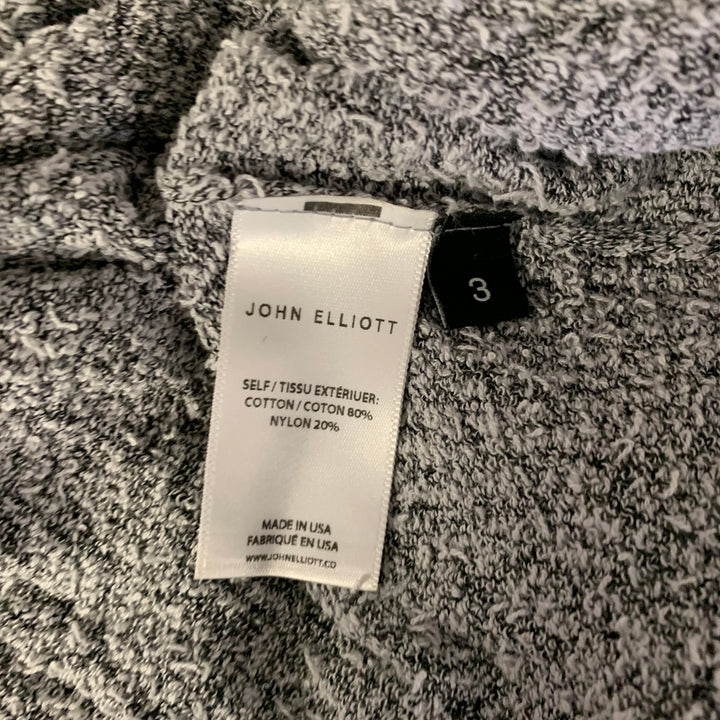 JOHN ELLIOTT
3
SELF / TISSU EXTÉRIUER:
COTTON / COTON 80%
NYLON 20%
MADE IN USA
FABRIQUÉ EN USA
WWW.JOHNELLIOTT.CO